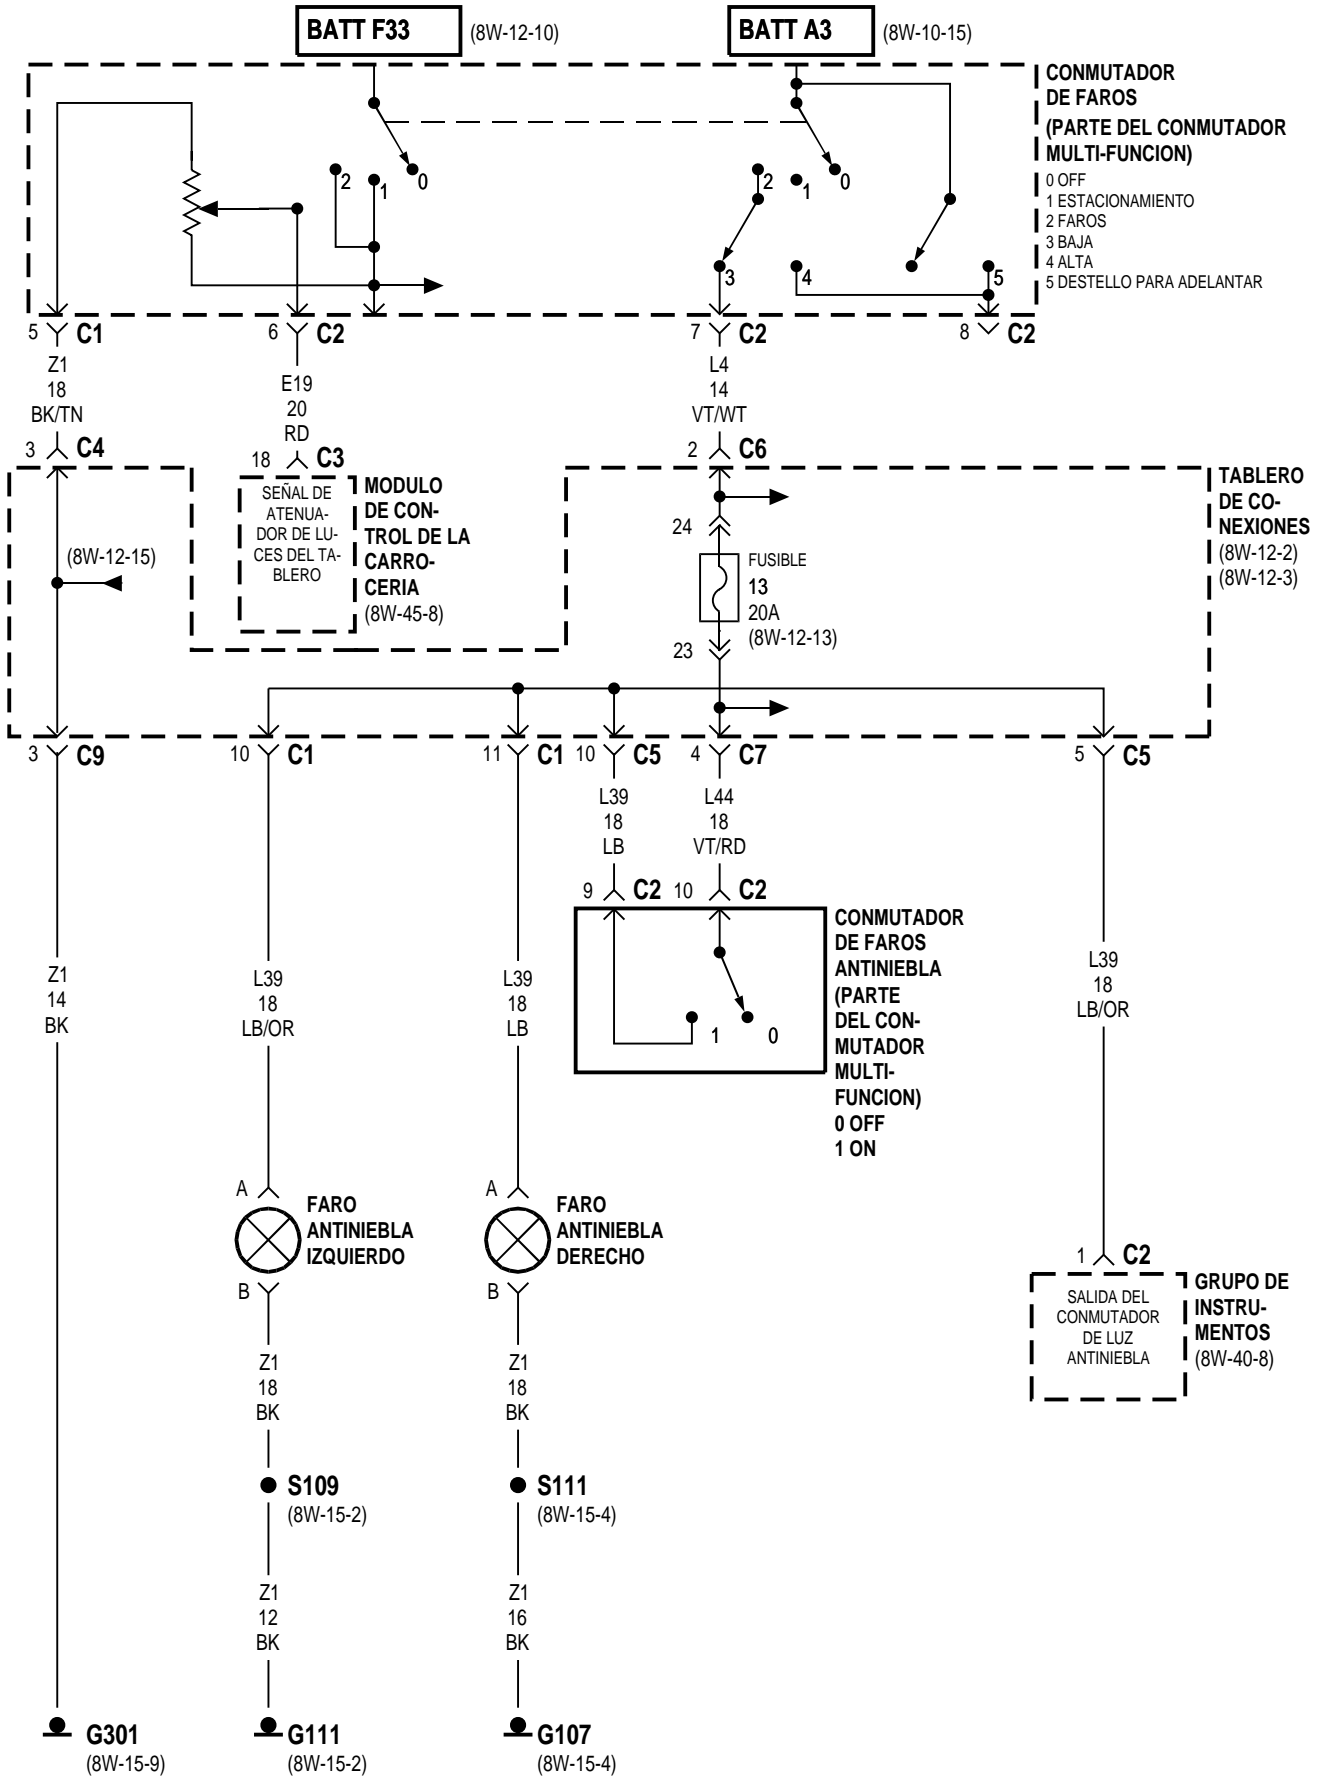 BATT F33 (8W-12-10)
BATT A3 (8W-10-15)
CONMUTADOR
DE FAROS
(PARTE DEL CONMUTADOR
MULTI-FUNCION)
0 OFF
1 ESTACIONAMIENTO
2 FAROS
3 BAJA
4 ALTA
5 DESTELLO PARA ADELANTAR
2 1 0
2 1 0
3 4 5
5 C1
6 C2
7 C2
8 C2
Z1
18
BK/TN
E19
20
RD
L4
14
VT/WT
3 C4
18 C3
2 C6
SEÑAL DE
ATENUA-
DOR DE LU-
CES DEL TA-
BLERO
MODULO
DE CON-
TROL DE LA
CARRO-
CERIA
(8W-45-8)
TABLERO
DE CO-
NEXIONES
(8W-12-2)
(8W-12-3)
(8W-12-15)
24
FUSIBLE
13
20A
(8W-12-13)
23
3 C9
10 C1
11 C1
10 C5
4 C7
5 C5
L39
18
LB
L44
18
VT/RD
9 C2
10 C2
CONMUTADOR
DE FAROS
ANTINIEBLA
(PARTE
DEL CON-
MUTADOR
MULTI-
FUNCION)
0 OFF
1 ON
1 0
Z1
14
BK
L39
18
LB/OR
L39
18
LB
L39
18
LB/OR
A
FARO
ANTINIEBLA
IZQUIERDO
B
A
FARO
ANTINIEBLA
DERECHO
B
1 C2
SALIDA DEL
CONMUTADOR
DE LUZ
ANTINIEBLA
GRUPO DE
INSTRU-
MENTOS
(8W-40-8)
Z1
18
BK
Z1
18
BK
S109
(8W-15-2)
S111
(8W-15-4)
Z1
12
BK
Z1
16
BK
G301
(8W-15-9)
G111
(8W-15-2)
G107
(8W-15-4)